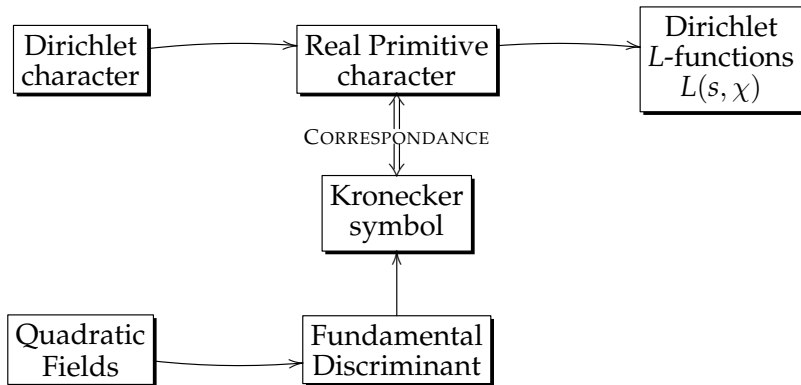 Dirichlet
character
Real Primitive
character
Dirichlet
L-functions
L(s, χ)
CORRESPONDANCE
Kronecker
symbol
Quadratic
Fields
Fundamental
Discriminant